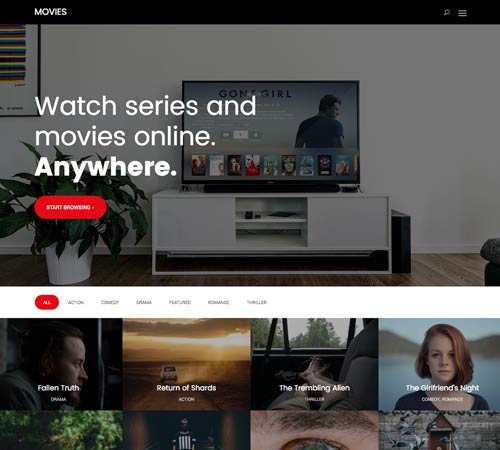 MOVIES
GONE GIRL
Watch series and
movies online.
Anywhere.
START BROWSING
ALL ACTION COMEDY DRAMA FEATURED ROMANCE THRILLER
Fallen Truth Return of Shards The Trembling Alien The Girlfriend's Night
DRAMA ACTION THRILLER COMEDY, ROMANCE